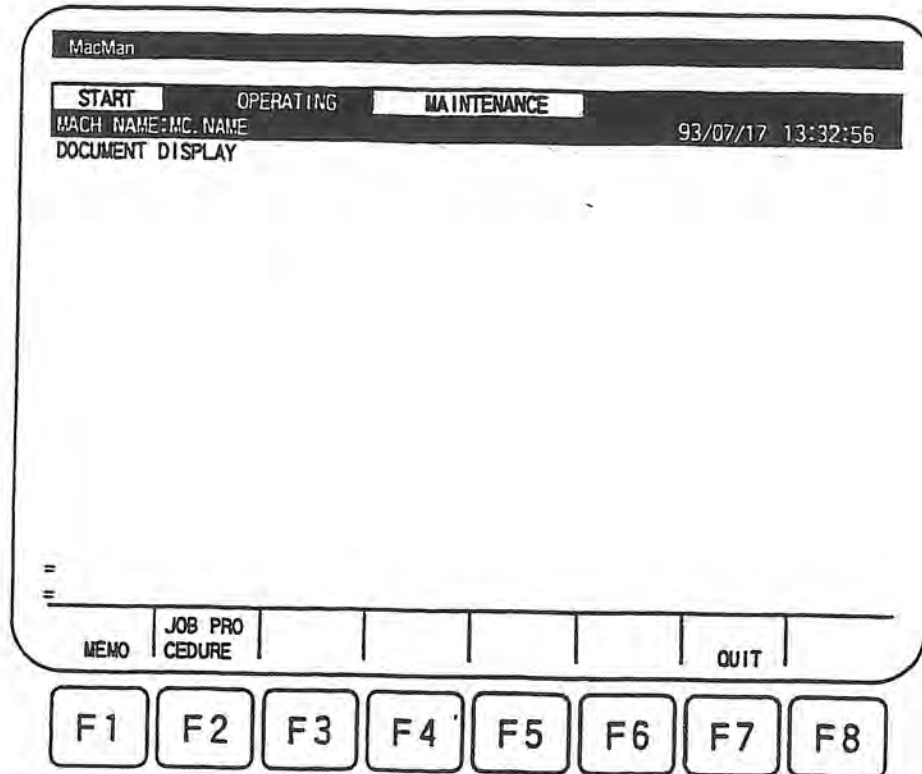 MacMan
START OPERATING MAINTENANCE
MACH NAME:MC.NAME 93/07/17 13:32:56
DOCUMENT DISPLAY
=
=
MEMO JOB PRO CEDURE QUIT
F1 F2 F3 F4 F5 F6 F7 F8